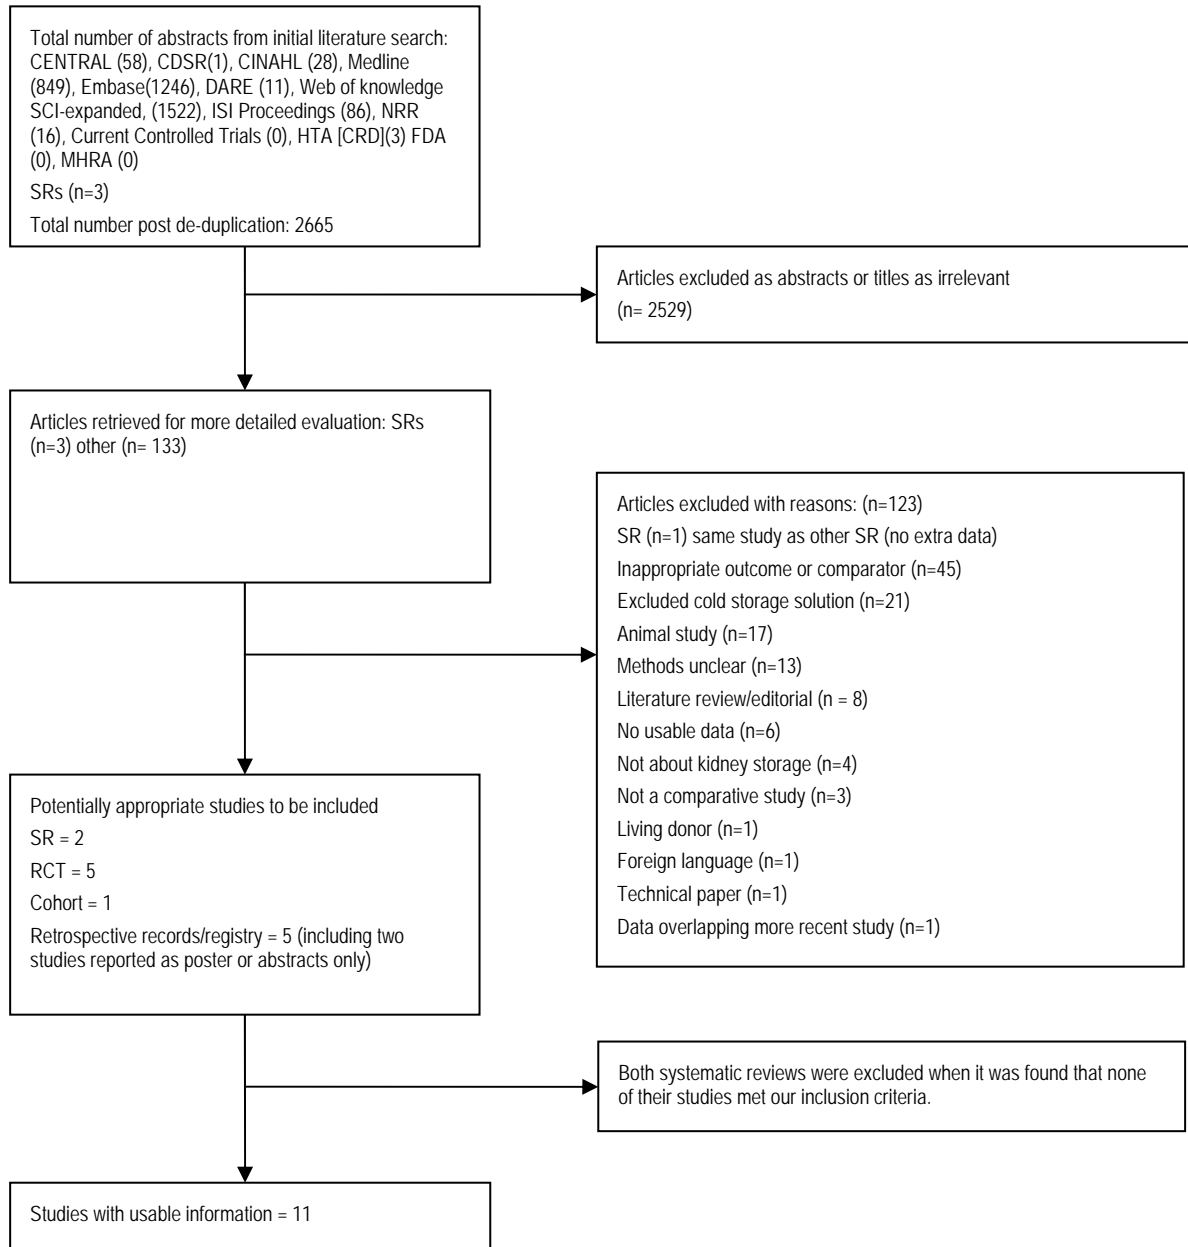 Total number of abstracts from initial literature search:
CENTRAL (58), CDSR(1), CINAHL (28), Medline
(849), Embase(1246), DARE (11), Web of knowledge
SCI-expanded, (1522), ISI Proceedings (86), NRR
(16), Current Controlled Trials (0), HTA [CRD](3) FDA
(0), MHRA (0)
SRs (n=3)
Total number post de-duplication: 2665
Articles excluded as abstracts or titles as irrelevant
(n= 2529)
Articles retrieved for more detailed evaluation: SRs
(n=3) other (n= 133)
Articles excluded with reasons: (n=123)
SR (n=1) same study as other SR (no extra data)
Inappropriate outcome or comparator (n=45)
Excluded cold storage solution (n=21)
Animal study (n=17)
Methods unclear (n=13)
Literature review/editorial (n = 8)
No usable data (n=6)
Not about kidney storage (n=4)
Not a comparative study (n=3)
Living donor (n=1)
Foreign language (n=1)
Technical paper (n=1)
Data overlapping more recent study (n=1)
Potentially appropriate studies to be included
SR = 2
RCT = 5
Cohort = 1
Retrospective records/registry = 5 (including two
studies reported as poster or abstracts only)
Both systematic reviews were excluded when it was found that none
of their studies met our inclusion criteria.
Studies with usable information = 11